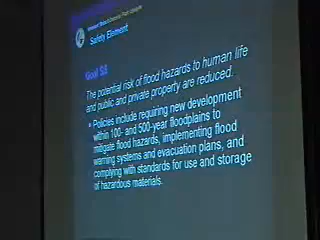 Safety Element
Goal S5
The potential risk of flood hazards to human life
and public and private property are reduced.
• Policies include requiring new development
within 100- and 500-year floodplains to
mitigate flood hazards, implementing flood
warning systems and evacuation plans, and
complying with standards for use and storage
of hazardous materials.